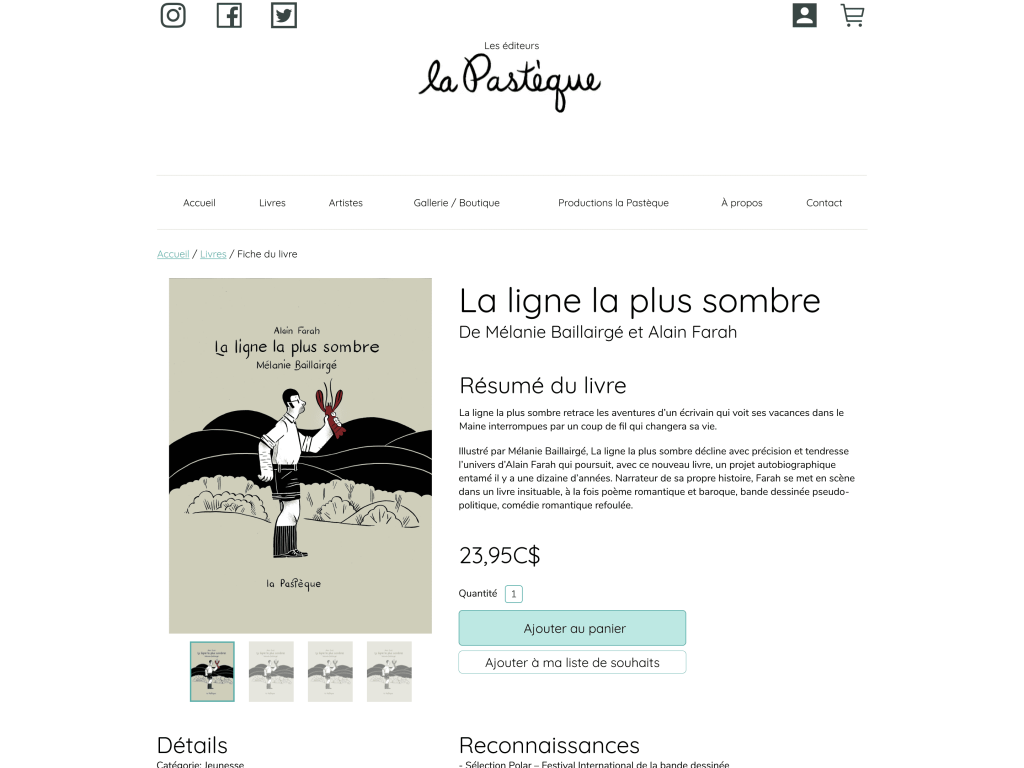 Les éditeurs
la Pastèque
Accueil Livres Artistes Gallerie / Boutique Productions la Pastèque À propos Contact
Accueil / Livres / Fiche du livre
Alain Farah
La ligne la plus sombre
Mélanie Baillairgé
la Pastèque
La ligne la plus sombre
De Mélanie Baillairgé et Alain Farah
Résumé du livre
La ligne la plus sombre retrace les aventures d'un écrivain qui voit ses vacances dans le
Maine interrompues par un coup de fil qui changera sa vie.
Illustré par Mélanie Baillairgé, La ligne la plus sombre décline avec précision et tendresse
l'univers d'Alain Farah qui poursuit, avec ce nouveau livre, un projet autobiographique
entamé il y a une dizaine d'années. Narrateur de sa propre histoire, Farah se met en scène
dans un livre insituable, à la fois poème romantique et baroque, bande dessinée pseudo-
politique, comédie romantique refoulée.
23,95C$
Quantité 1
Ajouter au panier
Ajouter à ma liste de souhaits
Détails
Catégorie: Jeunesse
Reconnaissances
- Sélection Polar – Festival International de la bande dessinée